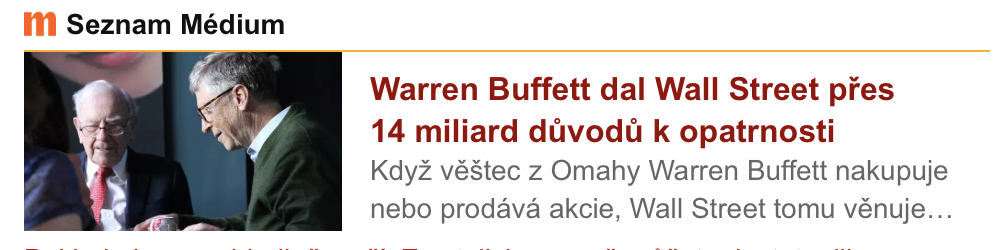 m Seznam Médium
Warren Buffett dal Wall Street přes
14 miliard důvodů k opatrnosti
Když věštec z Omahy Warren Buffett nakupuje
nebo prodává akcie, Wall Street tomu věnuje…